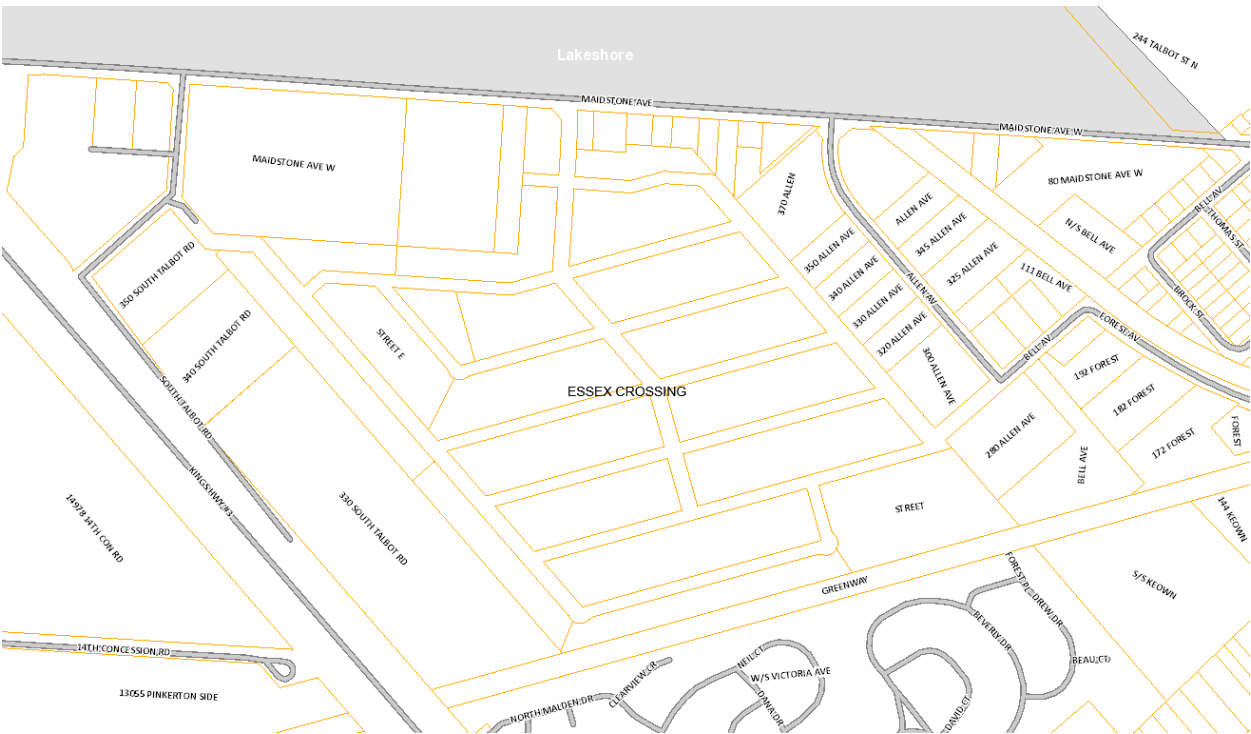 244 TALBOT ST N
Lakeshore
MAIDSTONE AVE
MAIDSTONE AVE W
MAIDSTONE AVE W
80 MAIDSTONE AVE W
370 ALLEN
BELL AV
ALLEN AVE
THOMAS ST
N/S BELL AVE
345 ALLEN AVE
350 ALLEN AVE
325 ALLEN AVE
350 SOUTH TALBOT RD
340 ALLEN AVE
111 BELL AVE
ALLEN AV
BROCK ST
330 ALLEN AVE
FOREST AV
320 ALLEN AVE
340 SOUTH TALBOT RD
STREET E
BELL AV
192 FOREST
300 ALLEN AVE
ESSEX CROSSING
182 FOREST
SOUTH TALBOT RD
280 ALLEN AVE
172 FOREST
FOREST
BELL AVE
KINGS HWY #3
STREET
144 KEOWN
14978 14TH CON RD
330 SOUTH TALBOT RD
GREENWAY
FOREST PL
S/S KEOWN
DREW DR
BEVERLY DR
14TH CONCESSION RD
NEIL CT
BEAU CT
W/S VICTORIA AVE
CLEARVIEW CR
13055 PINKERTON SIDE
DANA DR
NORTH MALDEN DR
DAVID CT